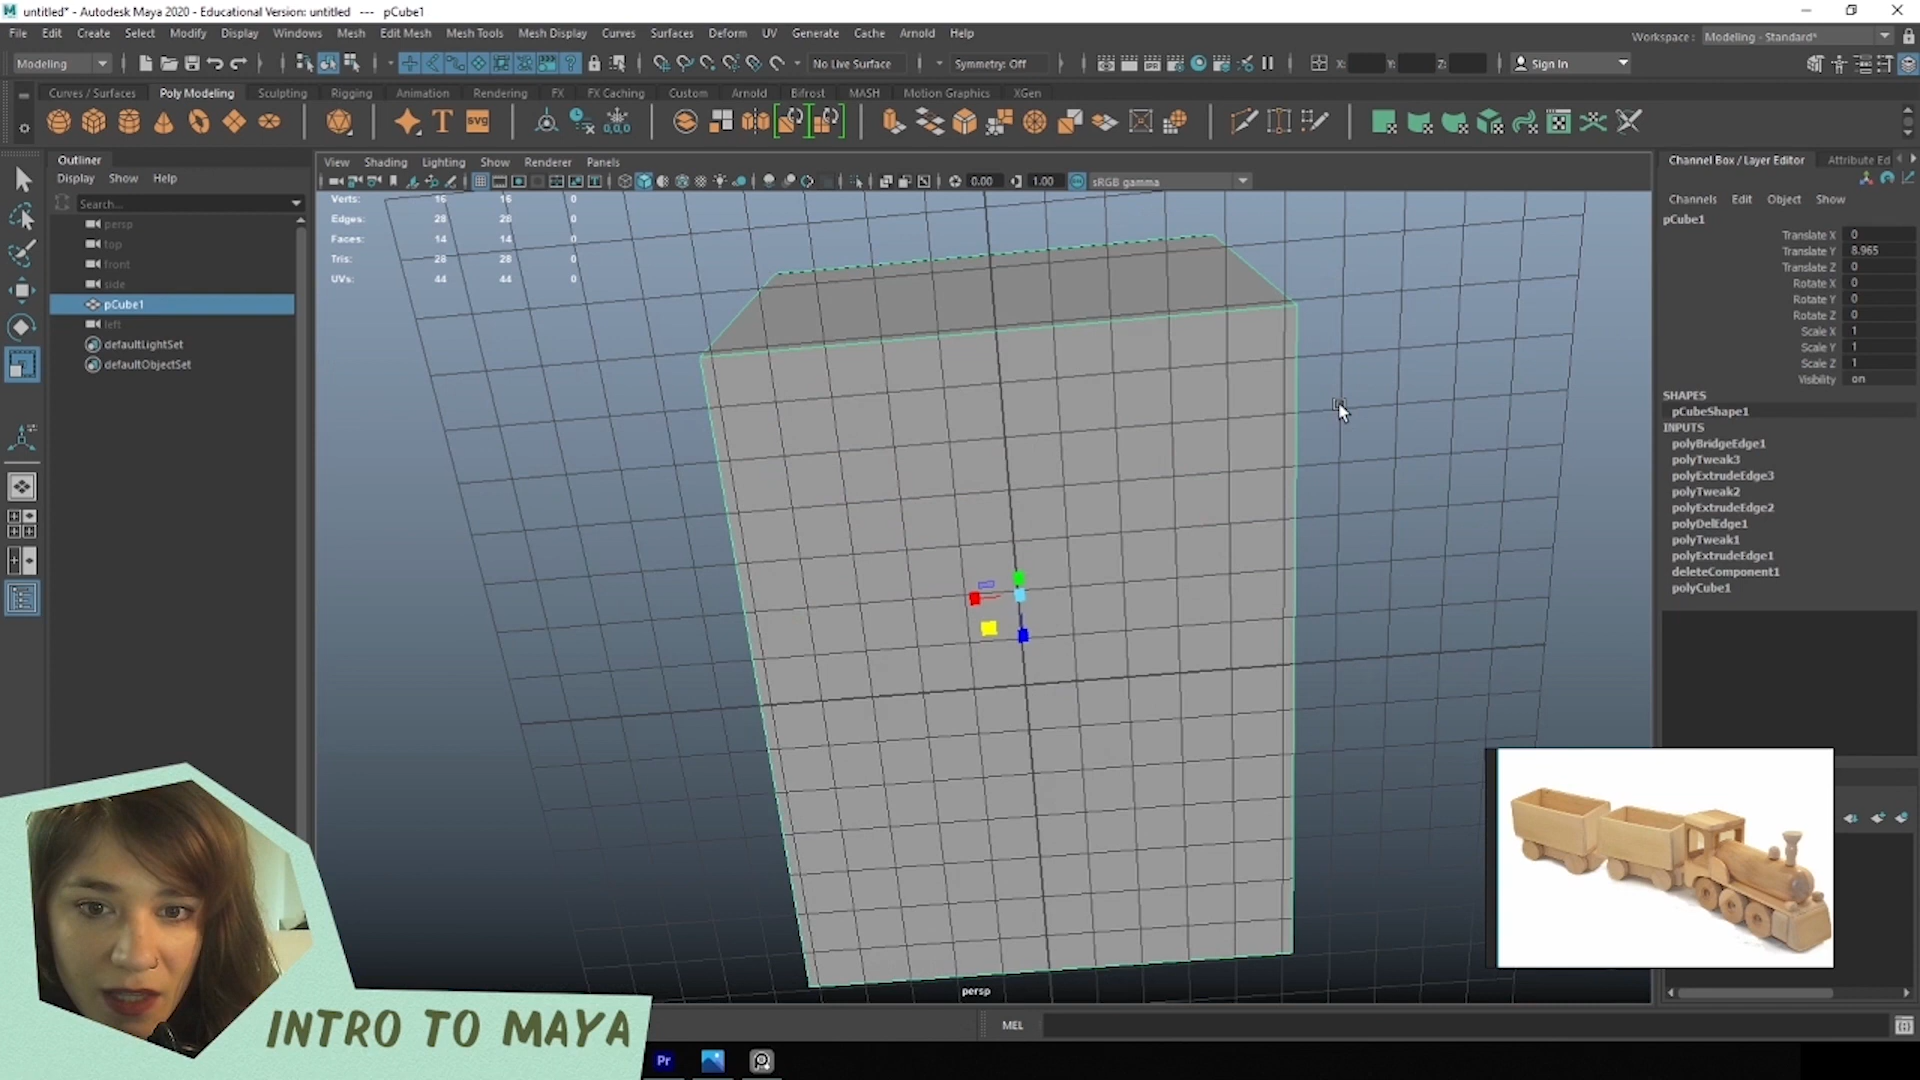 untitled* - Autodesk Maya 2020 - Educational Version: untitled --- pCube1
File Edit Create Select Modify Display Windows Mesh Edit Mesh Mesh Tools Mesh Display Curves Surfaces Deform UV Generate Cache Arnold Help
Workspace : Modeling - Standard*
Modeling No Live Surface Symmetry: Off X: Y: Z: Sign In
Curves / Surfaces Poly Modeling Sculpting Rigging Animation Rendering FX FX Caching Custom Arnold Bifrost MASH Motion Graphics XGen
T SVG 0,0,0
Outliner
Display Show Help
Search...
persp
top
front
side
pCube1
left
defaultLightSet
defaultObjectSet
View Shading Lighting Show Renderer Panels
0.00 1.00 sRGB gamma
Verts: 16 16 0
Edges: 28 28 0
Faces: 14 14 0
Tris: 28 28 0
UVs: 44 44 0
persp
Channel Box / Layer Editor Attribute Ed
Channels Edit Object Show
pCube1
Translate X 0
Translate Y 8.965
Translate Z 0
Rotate X 0
Rotate Y 0
Rotate Z 0
Scale X 1
Scale Y 1
Scale Z 1
Visibility on
SHAPES
pCubeShape1
INPUTS
polyBridgeEdge1
polyTweak3
polyExtrudeEdge3
polyTweak2
polyExtrudeEdge2
polyDelEdge1
polyTweak1
polyExtrudeEdge1
deleteComponent1
polyCube1
MEL
INTRO TO MAYA
Pr